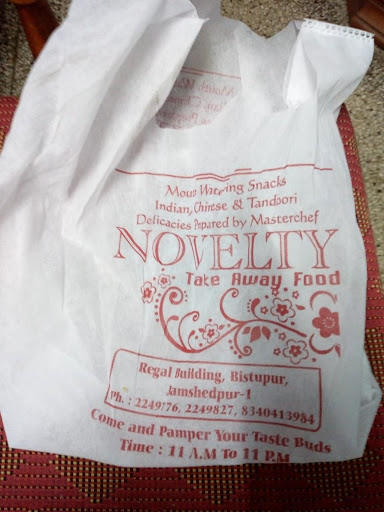 Mouth Watering Snacks
Indian, Chinese & Tandoori
Delicacies Prepared by Masterchef
NOVELTY
Take Away Food
Regal Building, Bistupur,
Jamshedpur-1
Ph. : 2249776, 2249827, 8340413984
Come and Pamper Your Taste Buds
Time : 11 A.M To 11 P.M